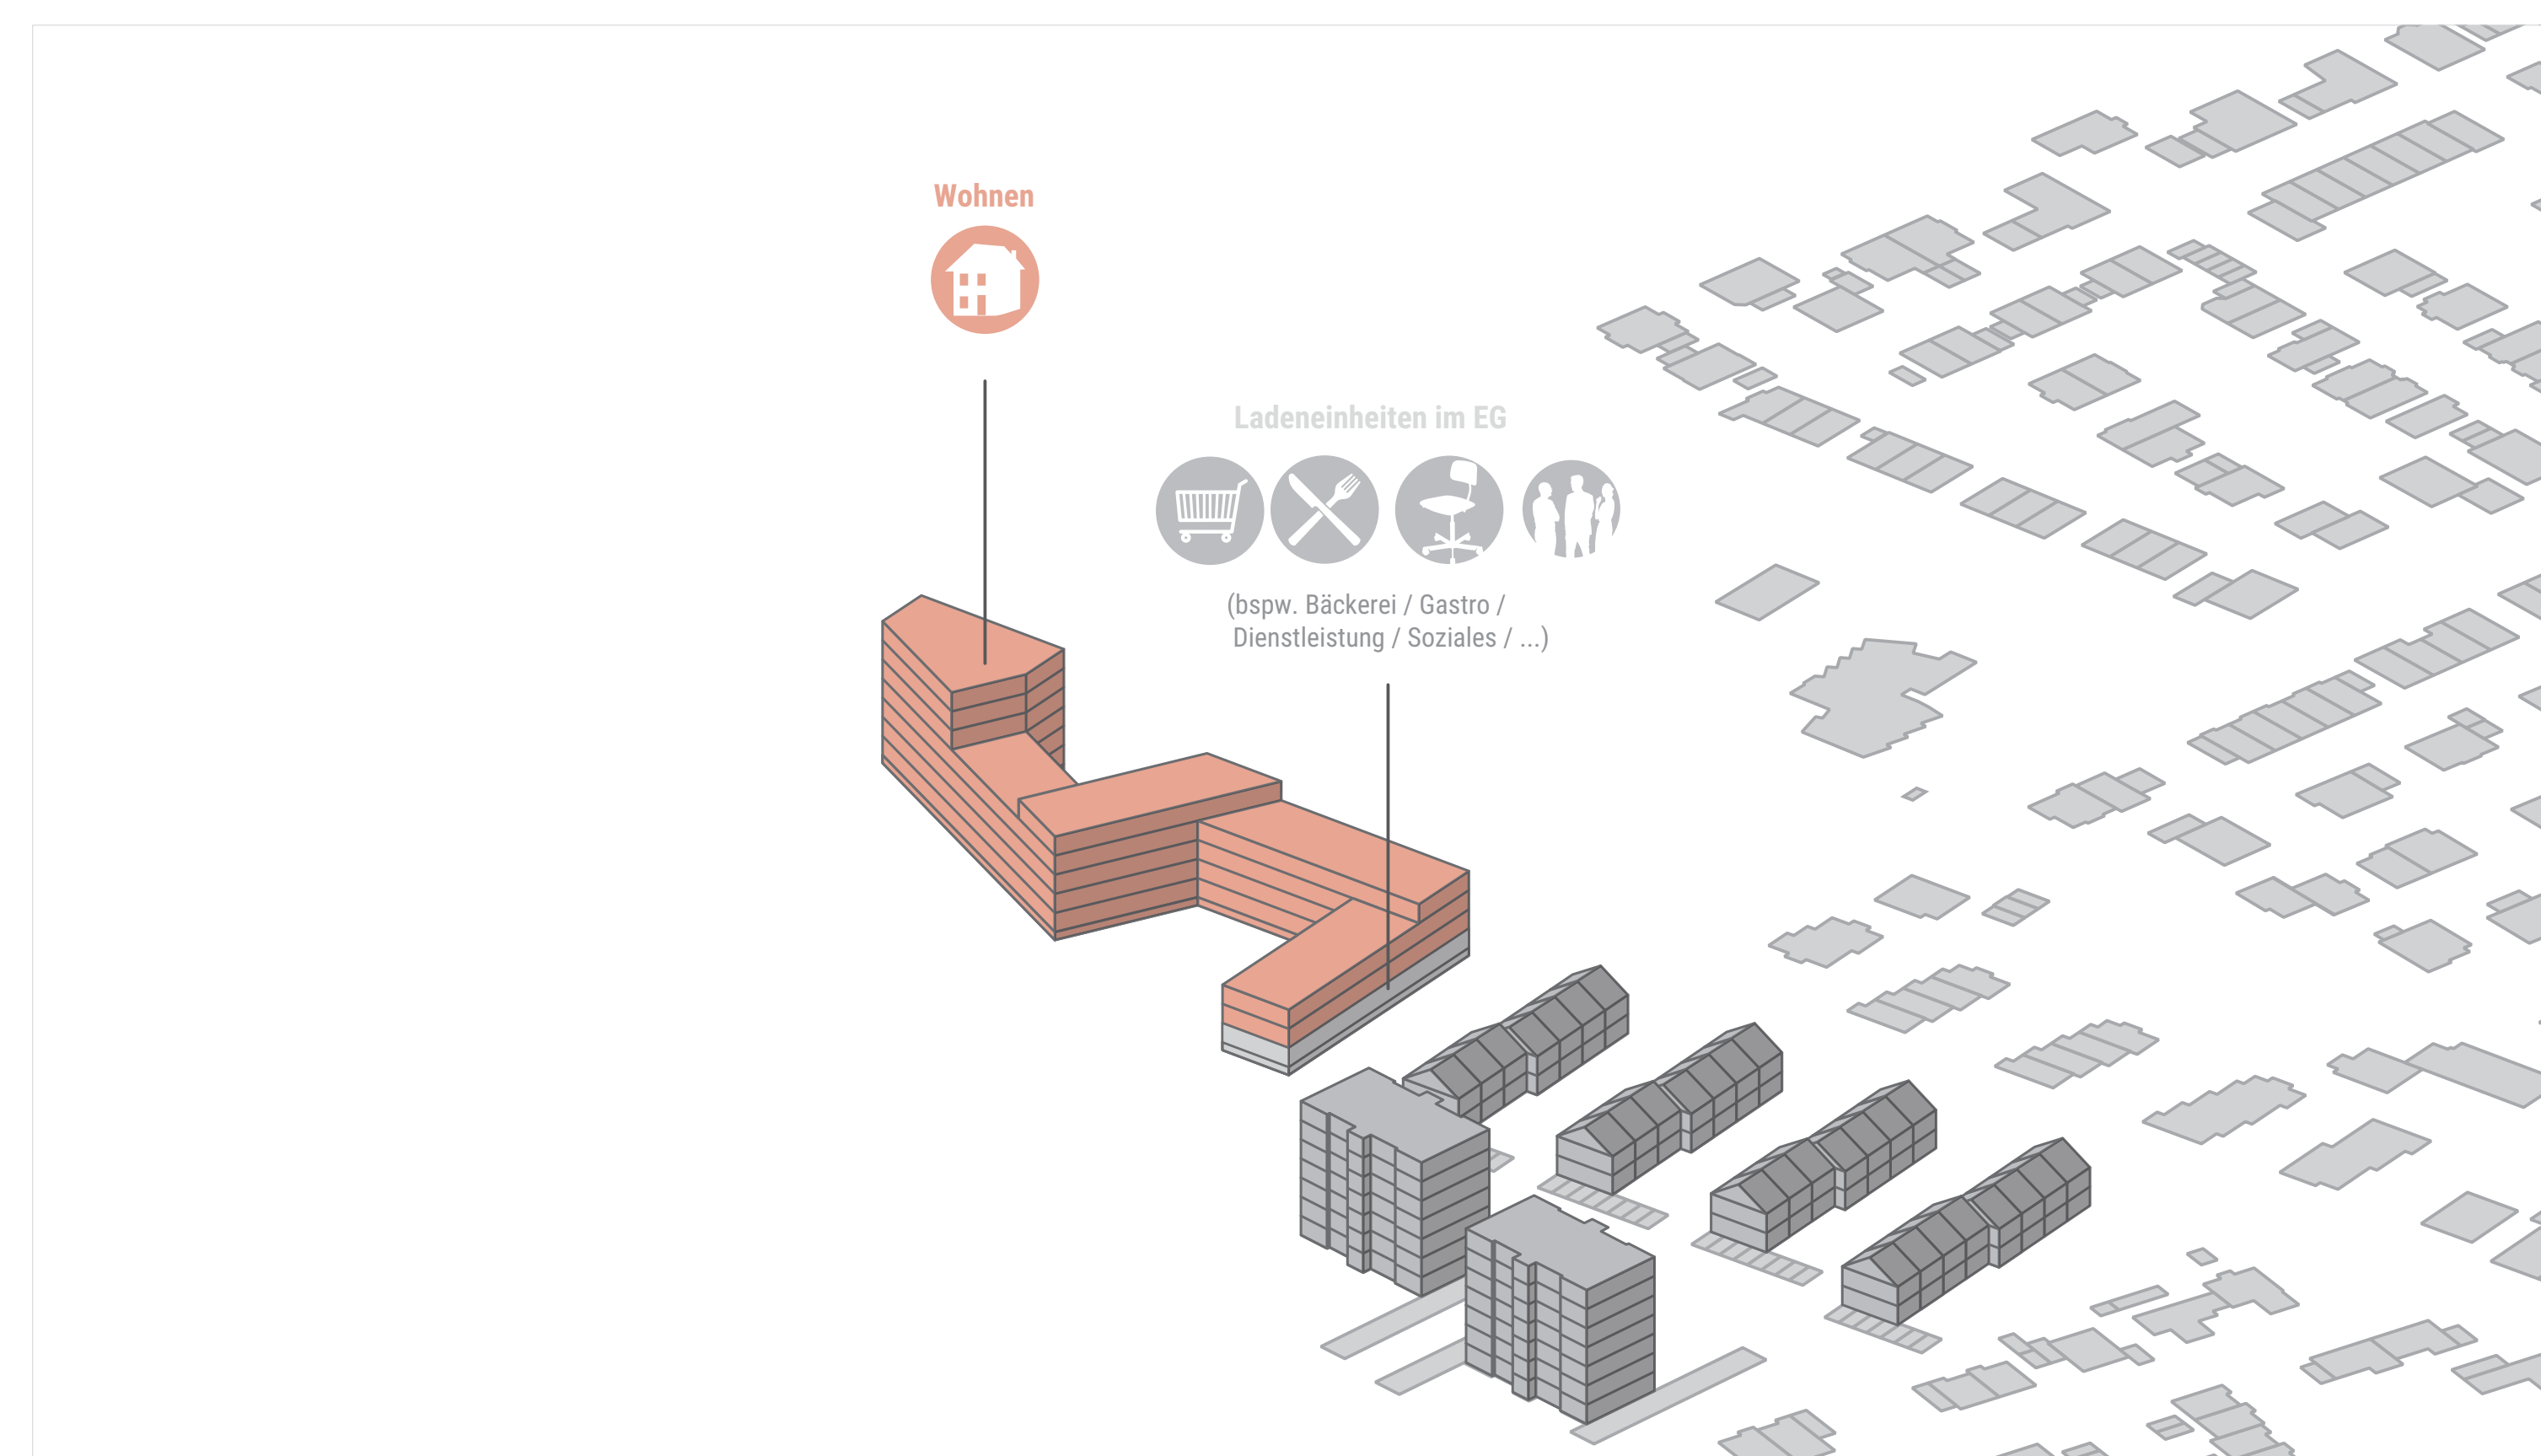 Wohnen
Ladeneinheiten im EG
(bspw. Bäckerei / Gastro /
Dienstleistung / Soziales / ...)